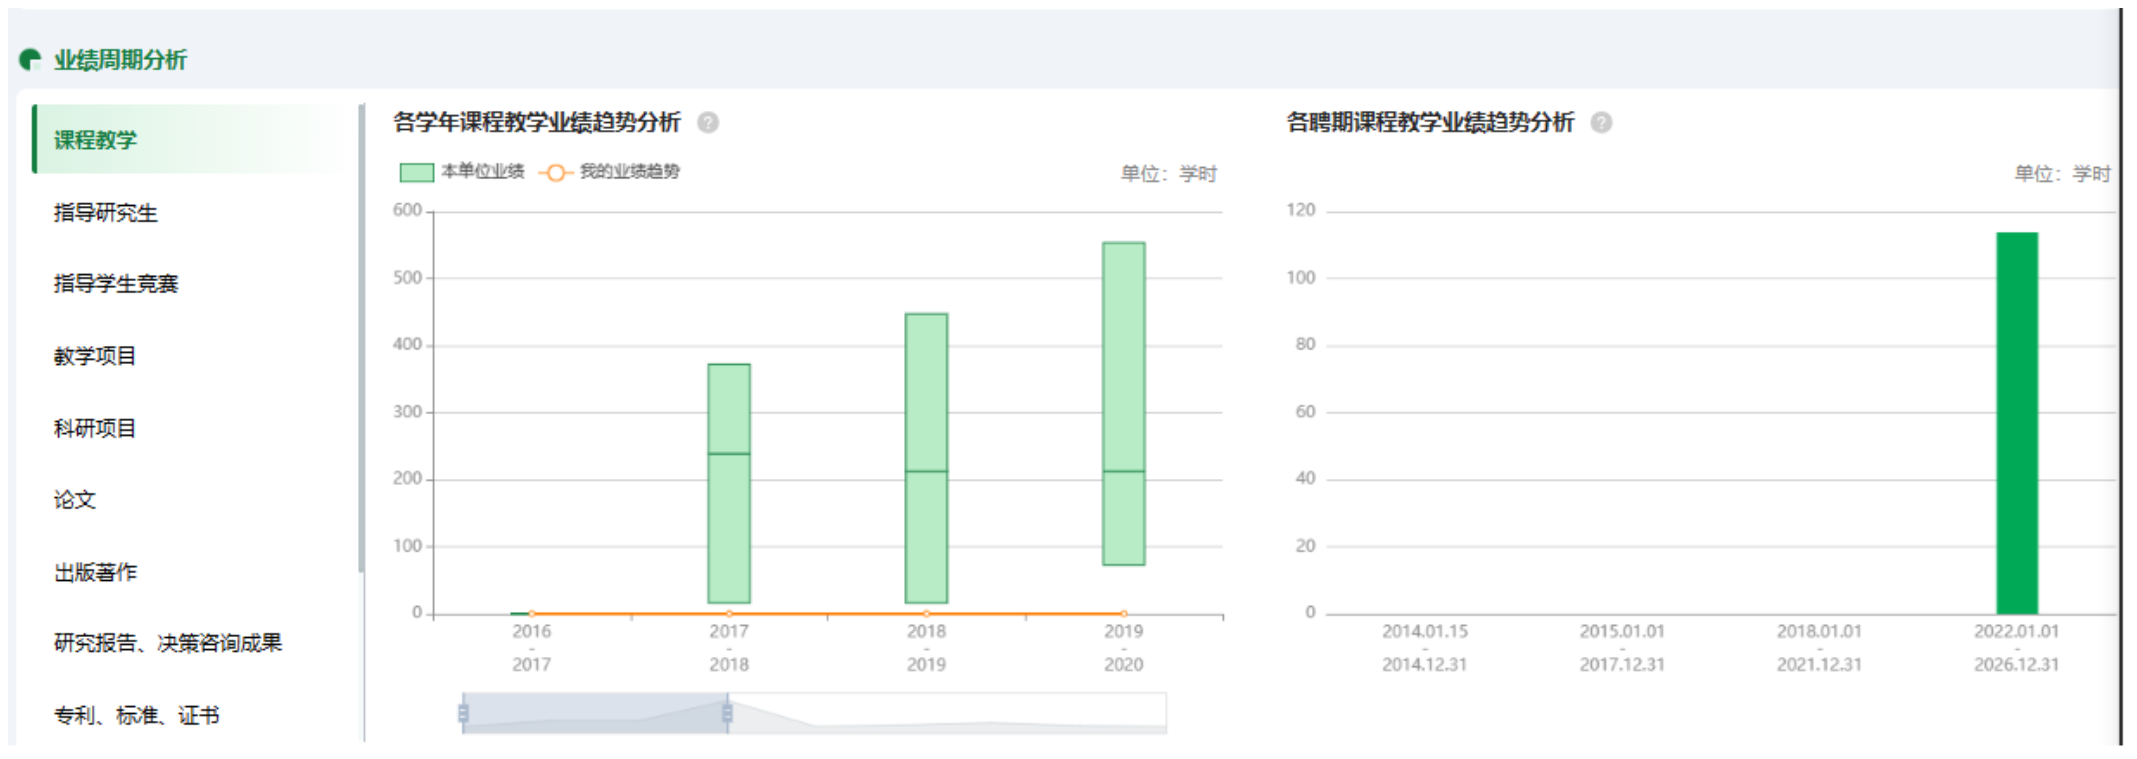 业绩周期分析
课程教学
指导研究生
指导学生竞赛
教学项目
科研项目
论文
出版著作
研究报告、决策咨询成果
专利、标准、证书
各学年课程教学业绩趋势分析 ?
本单位业绩 我的业绩趋势 单位：学时
600
500
400
300
200
100
0
2016 2017 2018 2019
- - - -
2017 2018 2019 2020
各聘期课程教学业绩趋势分析 ?
单位：学时
120
100
80
60
40
20
0
2014.01.15 2015.01.01 2018.01.01 2022.01.01
- - - -
2014.12.31 2017.12.31 2021.12.31 2026.12.31